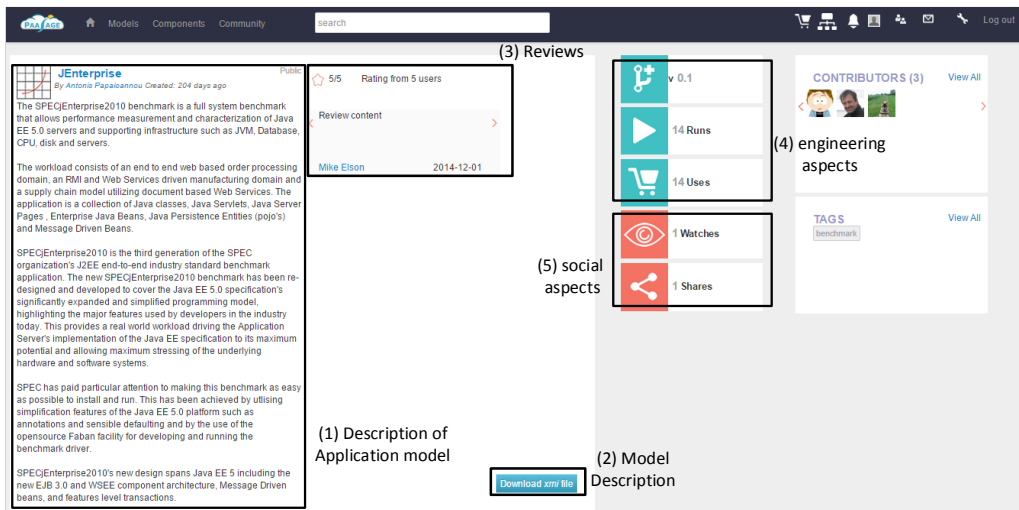 PAASAGE Models Components Community search Log out
(3) Reviews
JEnterprise Public
By Antonis Papaioannou Created: 204 days ago
The SPECjEnterprise2010 benchmark is a full system benchmark
that allows performance measurement and characterization of Java
EE 5.0 servers and supporting infrastructure such as JVM, Database,
CPU, disk and servers.
The workload consists of an end to end web based order processing
domain, an RMI and Web Services driven manufacturing domain and
a supply chain model utilizing document based Web Services. The
application is a collection of Java classes, Java Servlets, Java Server
Pages , Enterprise Java Beans, Java Persistence Entities (pojo's)
and Message Driven Beans.
SPECjEnterprise2010 is the third generation of the SPEC
organization's J2EE end-to-end industry standard benchmark
application. The new SPECjEnterprise2010 benchmark has been re-
designed and developed to cover the Java EE 5.0 specification's
significantly expanded and simplified programming model,
highlighting the major features used by developers in the industry
today. This provides a real world workload driving the Application
Server's implementation of the Java EE specification to its maximum
potential and allowing maximum stressing of the underlying
hardware and software systems.
SPEC has paid particular attention to making this benchmark as easy
as possible to install and run. This has been achieved by utlising
simplification features of the Java EE 5.0 platform such as
annotations and sensible defaulting and by the use of the
opensource Faban facility for developing and running the
benchmark driver.
SPECjEnterprise2010's new design spans Java EE 5 including the
new EJB 3.0 and WSEE component architecture, Message Driven
beans, and features level transactions.
5/5 Rating from 5 users
Review content
Mike Elson 2014-12-01
(1) Description of
Application model
(2) Model
Description
Download xmi file
v 0.1
14 Runs
14 Uses
(4) engineering
aspects
1 Watches
1 Shares
(5) social
aspects
CONTRIBUTORS (3) View All
TAGS View All
benchmark